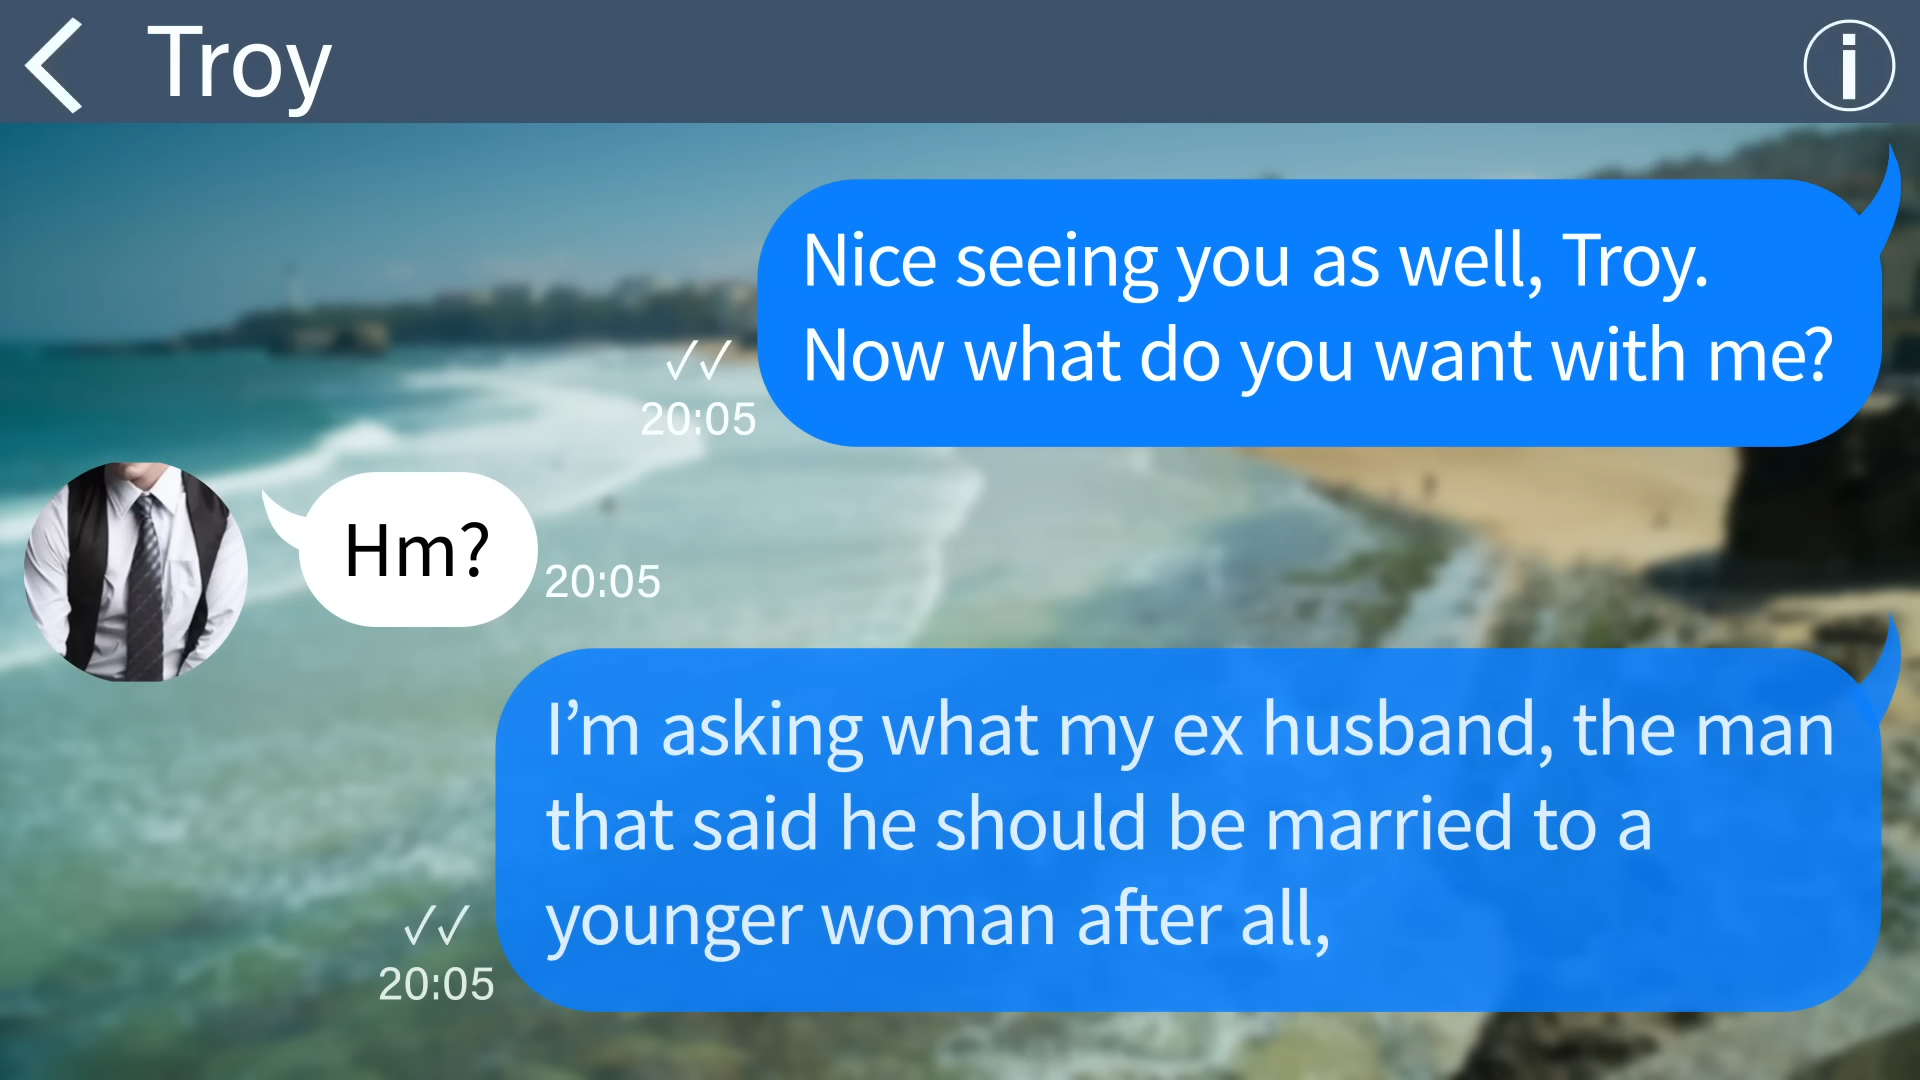 Troy
Nice seeing you as well, Troy.
Now what do you want with me?
✓✓
20:05
Hm?
20:05
I’m asking what my ex husband, the man
that said he should be married to a
younger woman after all,
✓✓
20:05